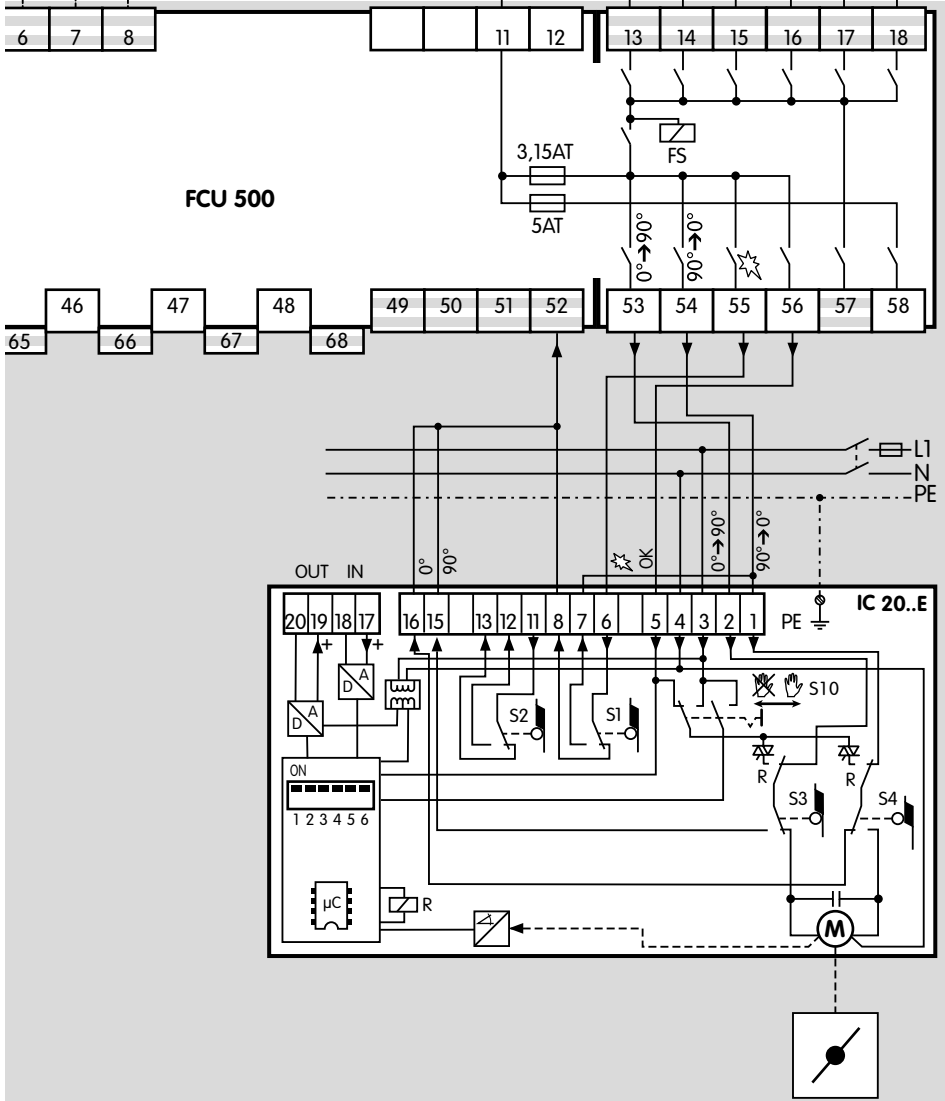 6 7 8 11 12 13 14 15 16 17 18
FS
3,15AT
FCU 500
5AT
0°➔90°
90°➔0°
46 47 48 49 50 51 52 53 54 55 56 57 58
65 66 67 68
L1
N
PE
0°
90°
OK
0°➔90°
90°➔0°
OUT IN
IC 20..E
20 19 18 17 16 15 13 12 11 8 7 6 5 4 3 2 1 PE
+ +
A
D
A
D
S10
S2 S1
ON
R R
1 2 3 4 5 6
S3 S4
µC
R
M